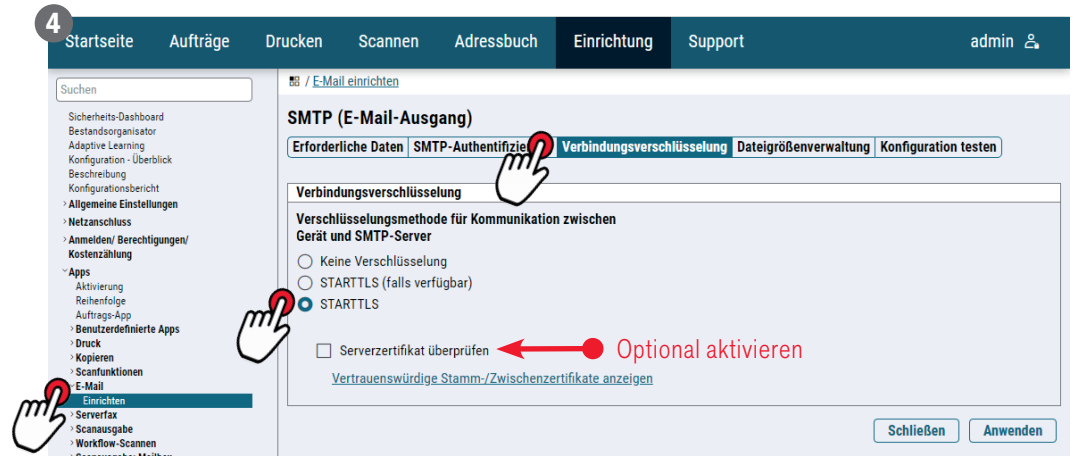 4
Startseite Aufträge Drucken Scannen Adressbuch Einrichtung Support admin
Suchen
/ E-Mail einrichten
Sicherheits-Dashboard
Bestandsorganisator
Adaptive Learning
Konfiguration - Überblick
Beschreibung
Konfigurationsbericht
Allgemeine Einstellungen
Netzanschluss
Anmelden/ Berechtigungen/
Kostenzählung
Apps
Aktivierung
Reihenfolge
Auftrags-App
Benutzerdefinierte Apps
Druck
Kopieren
Scanfunktionen
E-Mail
Einrichten
Serverfax
Scanausgabe
Workflow-Scannen
SMTP (E-Mail-Ausgang)
Erforderliche Daten SMTP-Authentifizie Verbindungsverschlüsselung Dateigrößenverwaltung Konfiguration testen
Verbindungsverschlüsselung
Verschlüsselungsmethode für Kommunikation zwischen
Gerät und SMTP-Server
Keine Verschlüsselung
STARTTLS (falls verfügbar)
STARTTLS
Serverzertifikat überprüfen Optional aktivieren
Vertrauenswürdige Stamm-/Zwischenzertifikate anzeigen
Schließen Anwenden